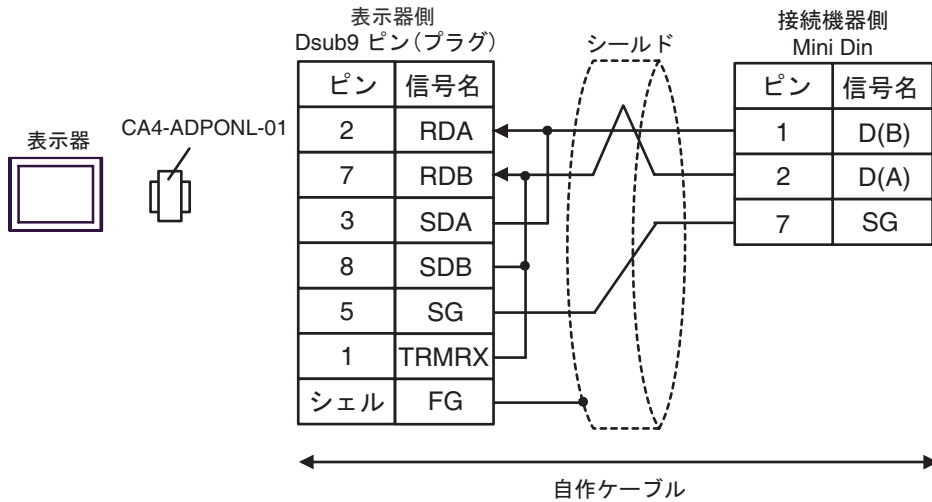 表示器側
Dsub9 ピン（プラグ）
シールド
接続機器側
Mini Din
表示器
CA4-ADPONL-01
ピン 信号名
2 RDA
7 RDB
3 SDA
8 SDB
5 SG
1 TRMRX
シェル FG
ピン 信号名
1 D(B)
2 D(A)
7 SG
自作ケーブル